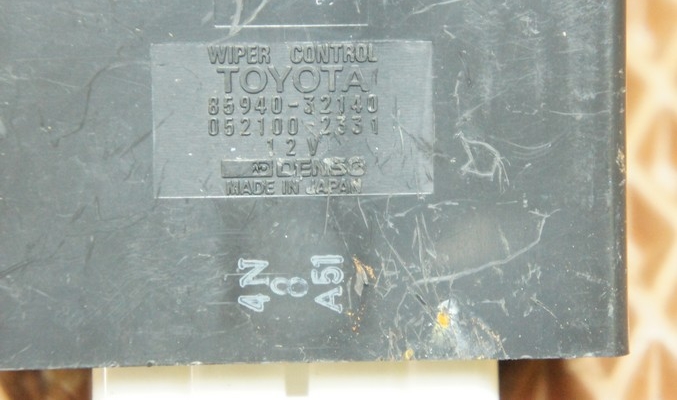 WIPER CONTROL
TOYOTA
85940-32140
052100-2331
12V
DENSO
MADE IN JAPAN
4N
8
A51